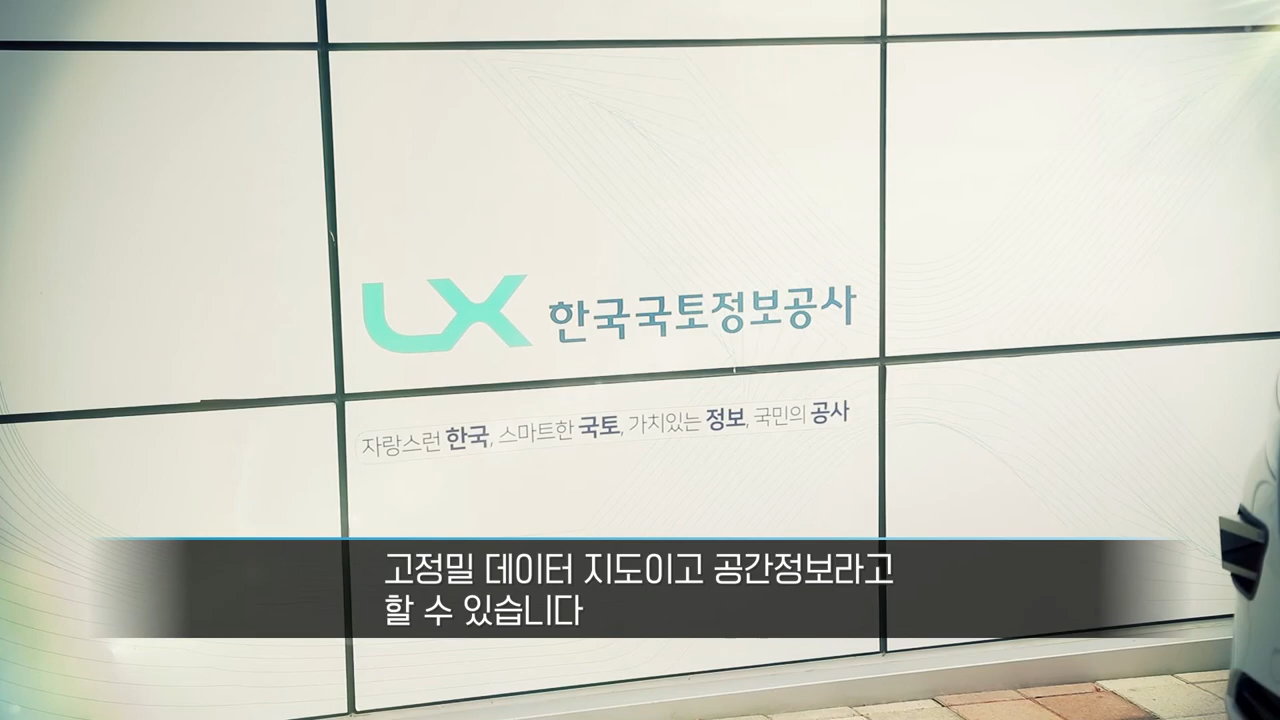 LX 한국국토정보공사
자랑스런 한국, 스마트한 국토, 가치있는 정보, 국민의 공사
고정밀 데이터 지도이고 공간정보라고
할 수 있습니다